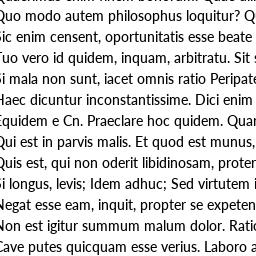 Quo modo autem philosophus loquitur? Q
Sic enim censent, oportunitatis esse beate
Tuo vero id quidem, inquam, arbitratu. Sit
Si mala non sunt, iacet omnis ratio Peripate
Haec dicuntur inconstantissime. Dici enim
Equidem e Cn. Praeclare hoc quidem. Quar
Qui est in parvis malis. Et quod est munus,
Quis est, qui non oderit libidinosam, proter
Si longus, levis; Idem adhuc; Sed virtutem i
Negat esse eam, inquit, propter se expeten
Non est igitur summum malum dolor. Ratio
Cave putes quicquam esse verius. Laboro a